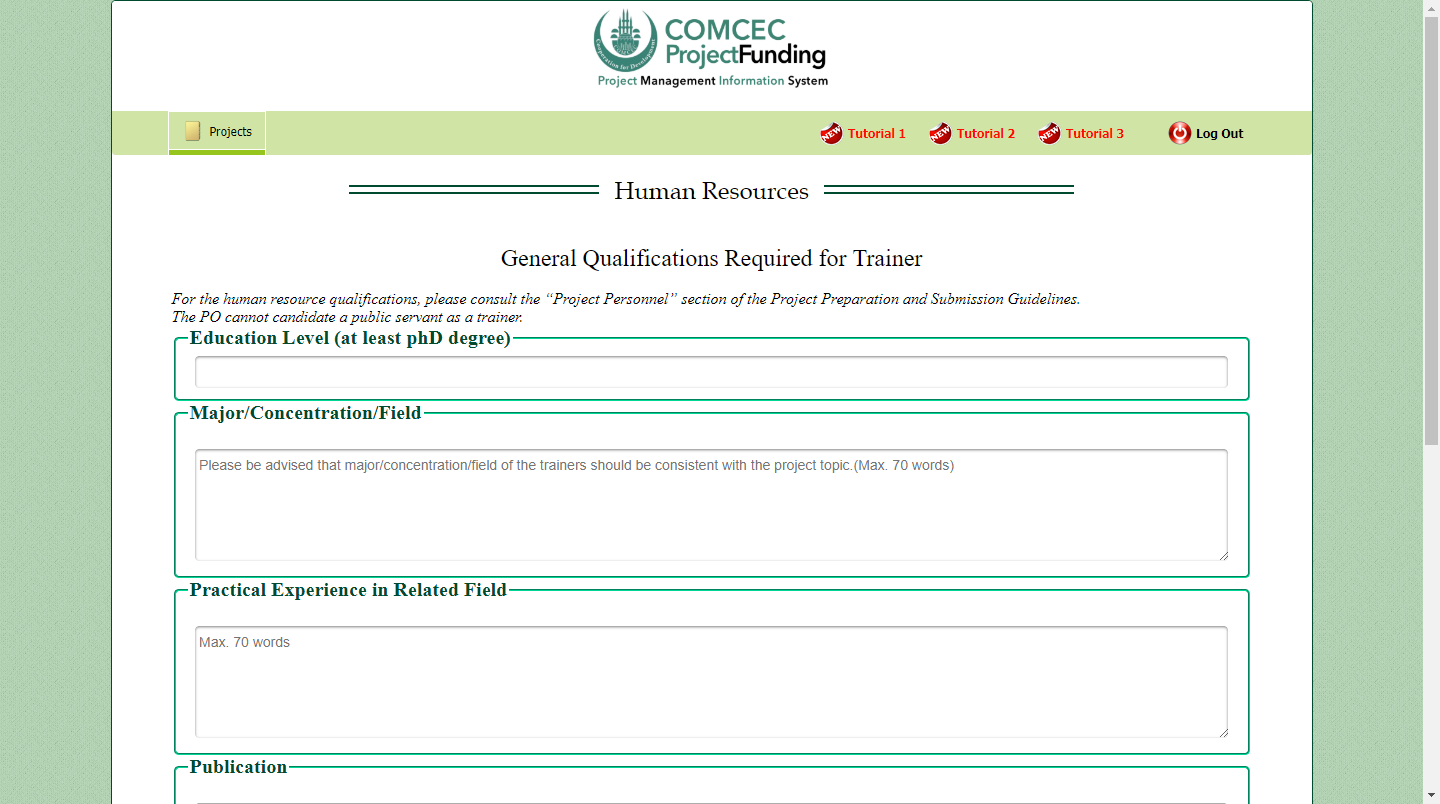 Cooperation for Development
COMCEC
ProjectFunding
Project Management Information System
Projects
NEW Tutorial 1
NEW Tutorial 2
NEW Tutorial 3
Log Out
Human Resources
General Qualifications Required for Trainer
For the human resource qualifications, please consult the “Project Personnel” section of the Project Preparation and Submission Guidelines.
The PO cannot candidate a public servant as a trainer.
Education Level (at least phD degree)
Major/Concentration/Field
Please be advised that major/concentration/field of the trainers should be consistent with the project topic.(Max. 70 words)
Practical Experience in Related Field
Max. 70 words
Publication